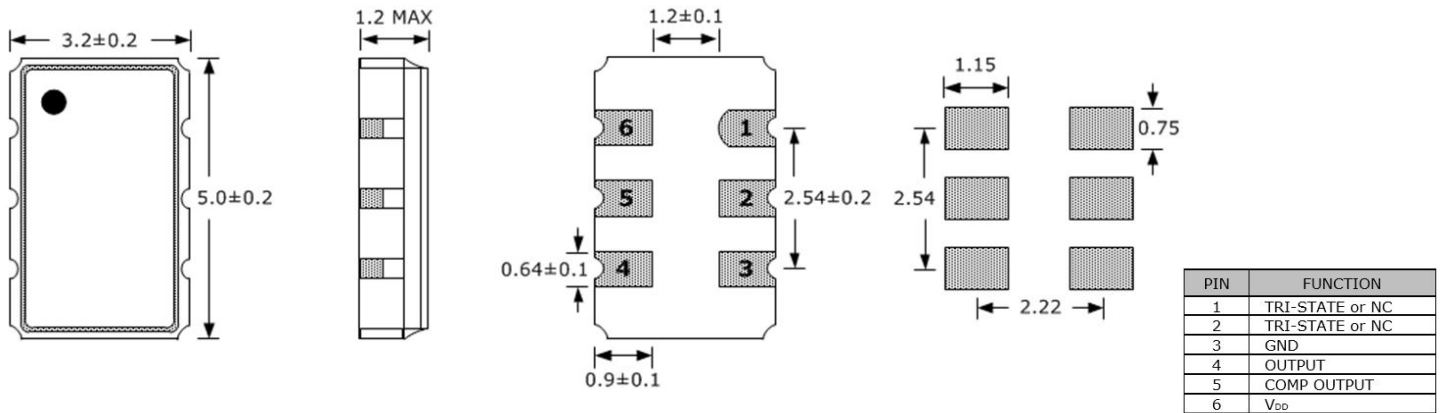 3.2±0.2
5.0±0.2
1.2 MAX
1.2±0.1
6
1
5
2
4
3
2.54±0.2
0.64±0.1
0.9±0.1
1.15
0.75
2.54
2.22
PIN FUNCTION
1 TRI-STATE or NC
2 TRI-STATE or NC
3 GND
4 OUTPUT
5 COMP OUTPUT
6 VDD